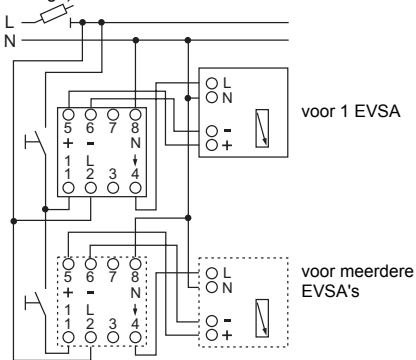 L
N
5 6 7 8
+ - N
1 L ↓
1 2 3 4
L
N
-
+
voor 1 EVSA
5 6 7 8
+ - N
1 L ↓
1 2 3 4
L
N
-
+
voor meerdere
EVSA's